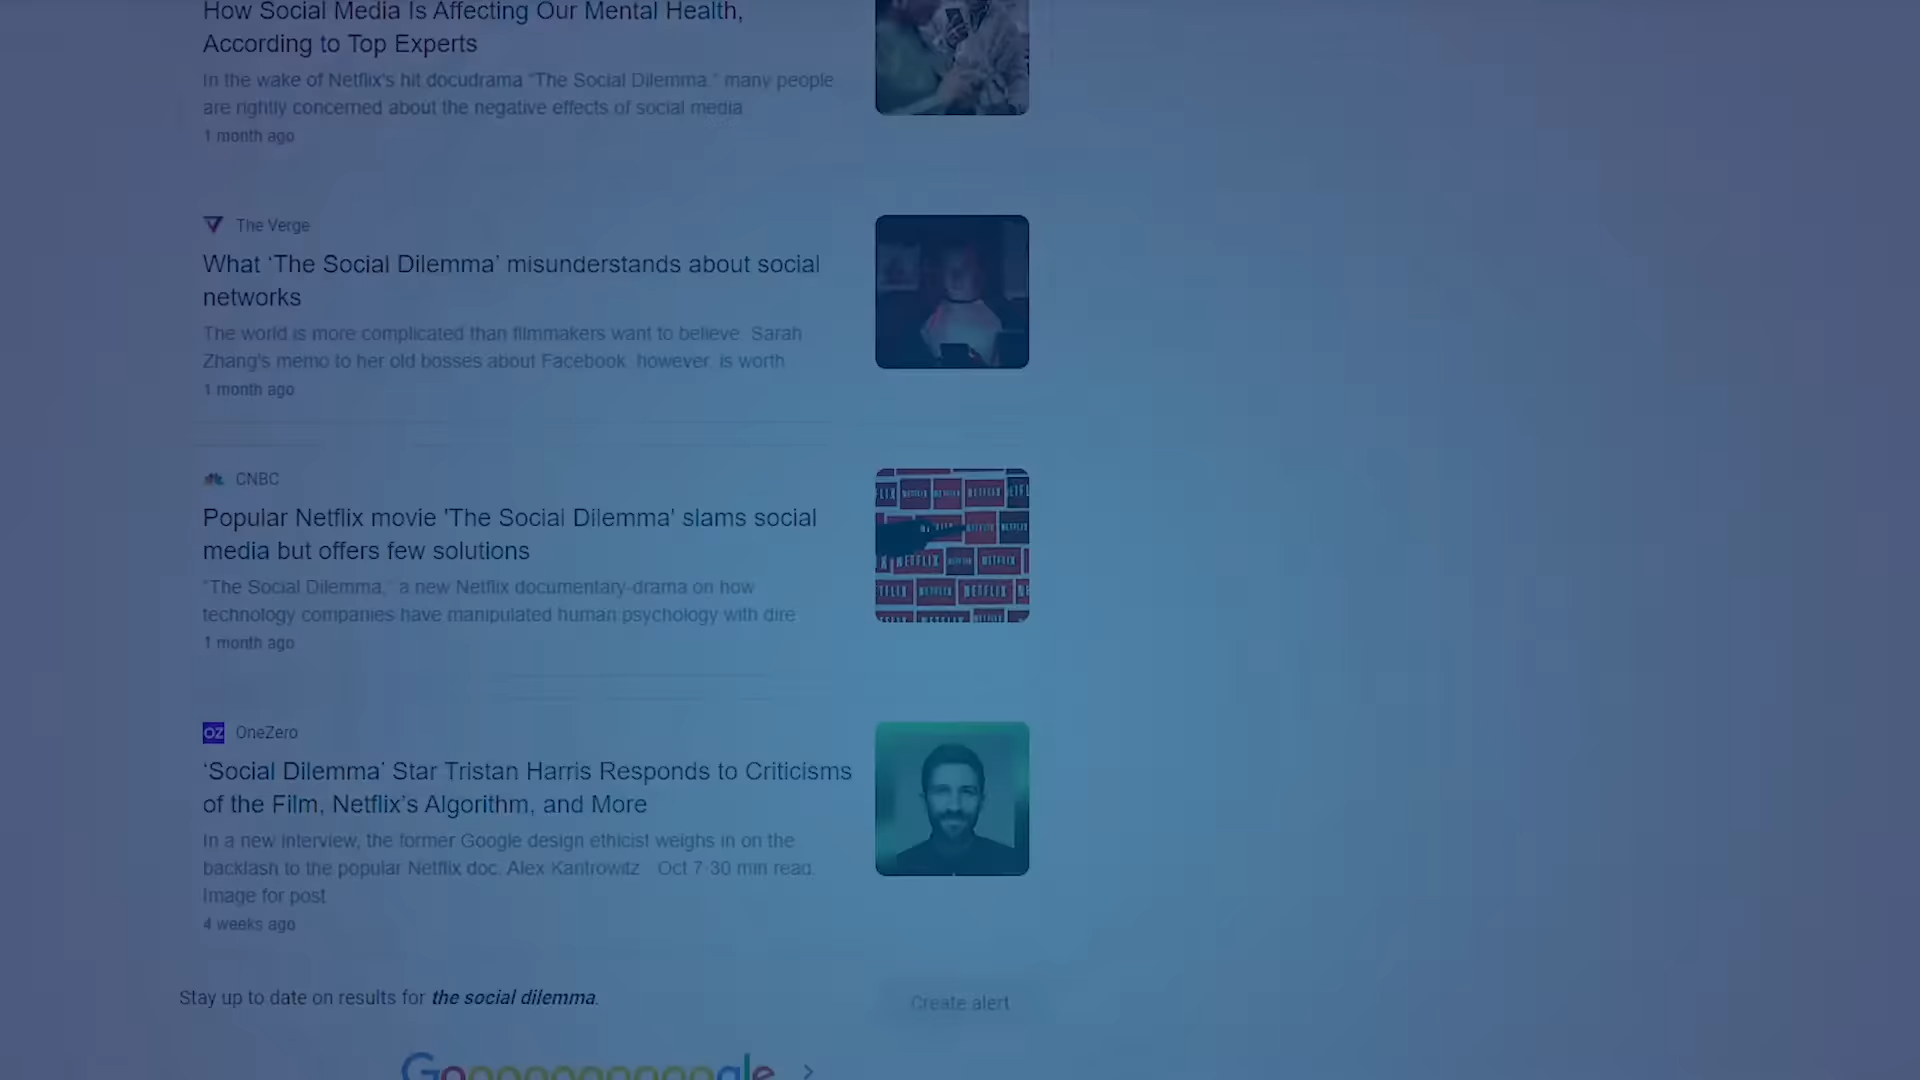 How Social Media Is Affecting Our Mental Health,
According to Top Experts
In the wake of Netflix's hit docudrama "The Social Dilemma," many people
are rightly concerned about the negative effects of social media
1 month ago
The Verge
What ‘The Social Dilemma’ misunderstands about social
networks
The world is more complicated than filmmakers want to believe. Sarah
Zhang's memo to her old bosses about Facebook, however, is worth
1 month ago
CNBC
Popular Netflix movie 'The Social Dilemma' slams social
media but offers few solutions
"The Social Dilemma," a new Netflix documentary-drama on how
technology companies have manipulated human psychology with dire
1 month ago
NETFLIX
OZ OneZero
‘Social Dilemma’ Star Tristan Harris Responds to Criticisms
of the Film, Netflix’s Algorithm, and More
In a new interview, the former Google design ethicist weighs in on the
backlash to the popular Netflix doc. Alex Kantrowitz Oct 7·30 min read.
Image for post
4 weeks ago
Stay up to date on results for the social dilemma.
Create alert
Goooooooooogle >